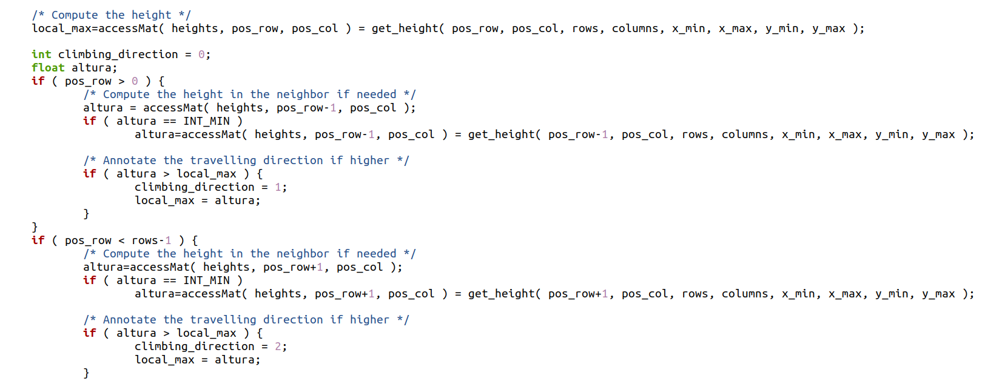 /* Compute the height */
local_max=accessMat( heights, pos_row, pos_col ) = get_height( pos_row, pos_col, rows, columns, x_min, x_max, y_min, y_max );

int climbing_direction = 0;
float altura;
if ( pos_row > 0 ) {
        /* Compute the height in the neighbor if needed */
        altura = accessMat( heights, pos_row-1, pos_col );
        if ( altura == INT_MIN )
                altura=accessMat( heights, pos_row-1, pos_col ) = get_height( pos_row-1, pos_col, rows, columns, x_min, x_max, y_min, y_max );

        /* Annotate the travelling direction if higher */
        if ( altura > local_max ) {
                climbing_direction = 1;
                local_max = altura;
        }
}
if ( pos_row < rows-1 ) {
        /* Compute the height in the neighbor if needed */
        altura=accessMat( heights, pos_row+1, pos_col );
        if ( altura == INT_MIN )
                altura=accessMat( heights, pos_row+1, pos_col ) = get_height( pos_row+1, pos_col, rows, columns, x_min, x_max, y_min, y_max );

        /* Annotate the travelling direction if higher */
        if ( altura > local_max ) {
                climbing_direction = 2;
                local_max = altura;
        }